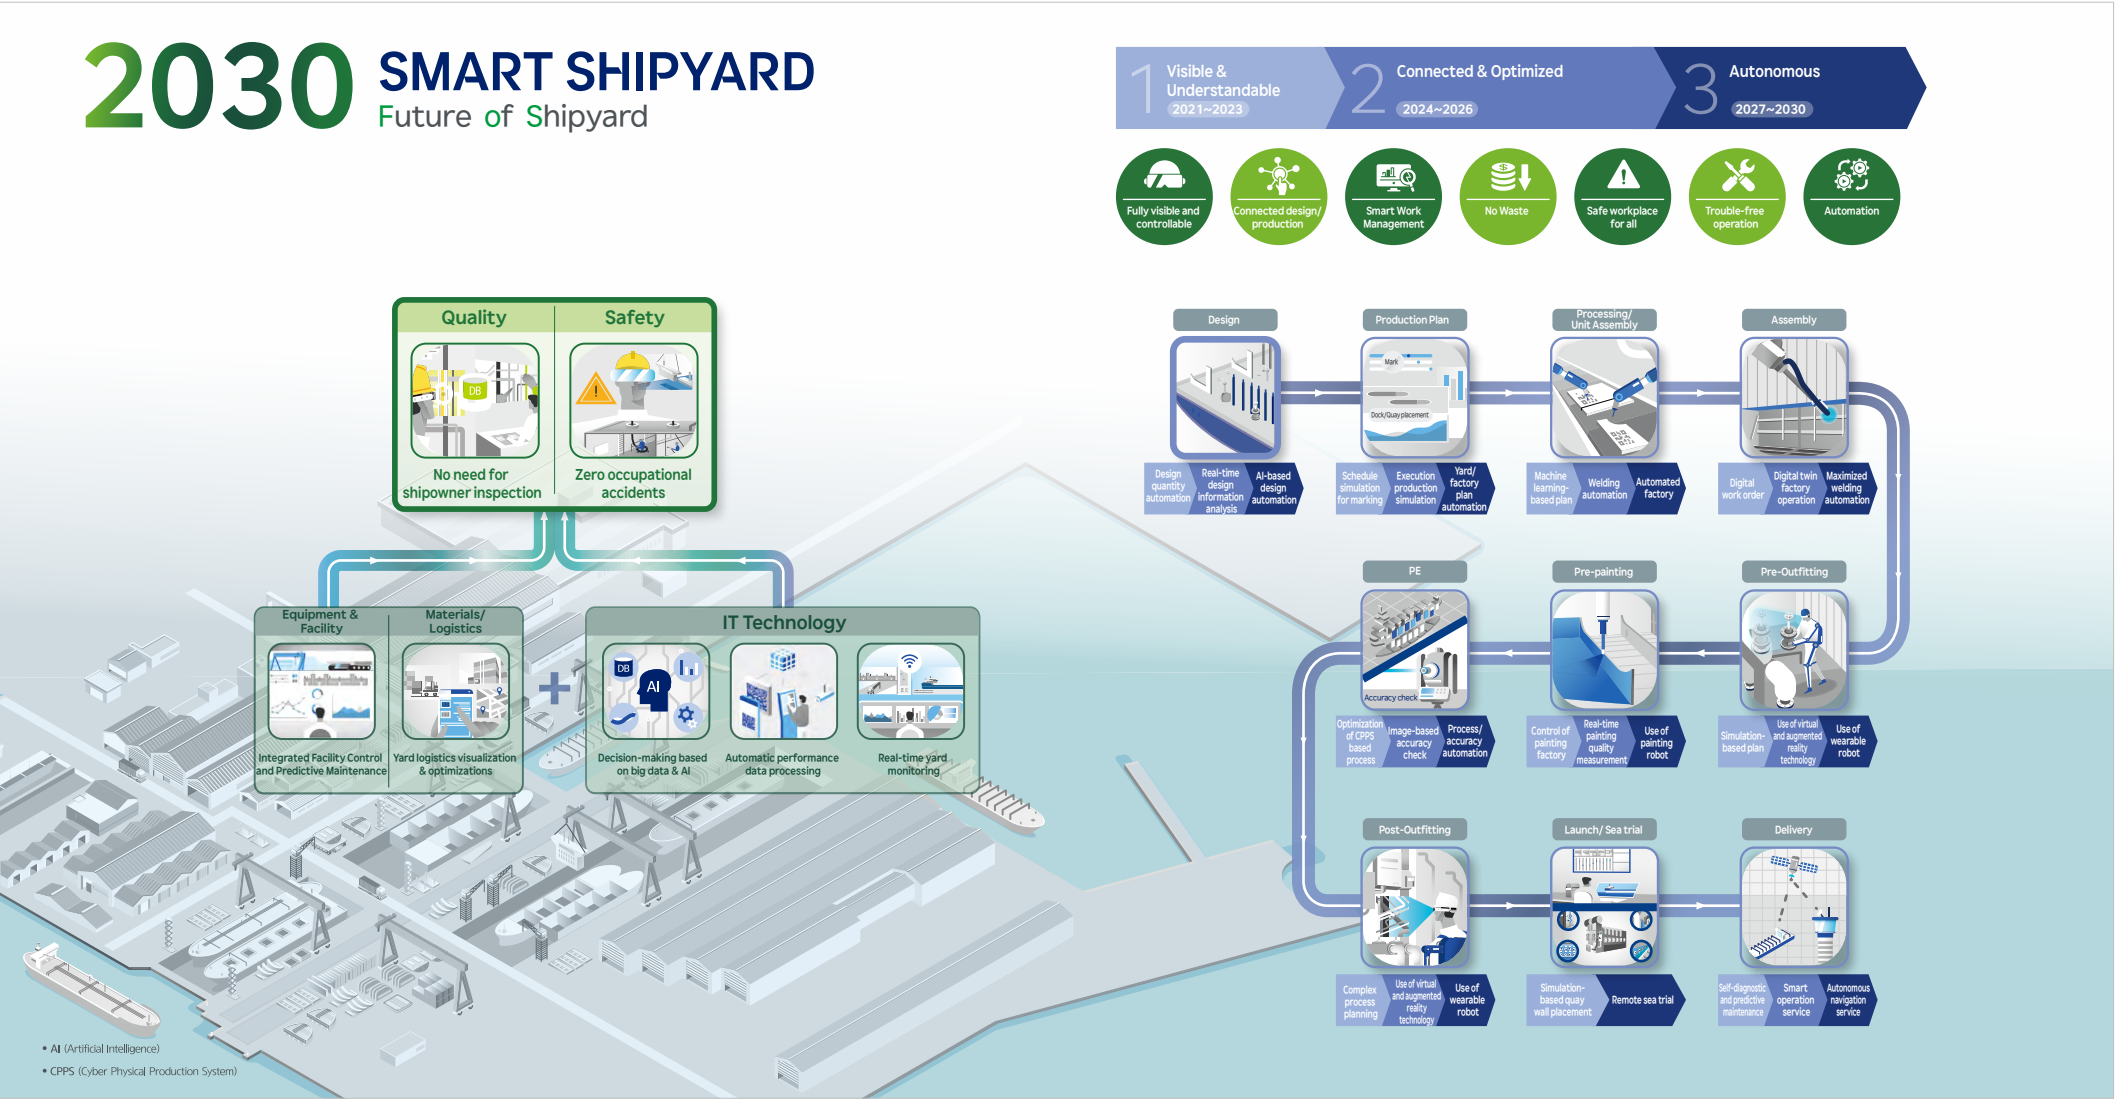 2030 SMART SHIPYARD
Future of Shipyard
1 Visible &
Understandable
2021~2023
2 Connected & Optimized
2024~2026
3 Autonomous
2027~2030
Fully visible and
controllable
Connected design/
production
Smart Work
Management
No Waste
Safe workplace
for all
Trouble-free
operation
Automation
Quality
DB
No need for
shipowner inspection
Safety
Zero occupational
accidents
Equipment &
Facility
Integrated Facility Control
and Predictive Maintenance
Materials/
Logistics
Yard logistics visualization
& optimizations
IT Technology
DB
AI
Decision-making based
on big data & AI
Automatic performance
data processing
Real-time yard
monitoring
Design
Design
quantity
automation
Real-time
design
information
analysis
AI-based
design
automation
Production Plan
Mark
Dock/Quay placement
Schedule
simulation
for marking
Execution
production
simulation
Yard/
factory
plan
automation
Processing/
Unit Assembly
Machine
learning-
based plan
Welding
automation
Automated
factory
Assembly
Digital
work order
Digital twin
factory
operation
Maximized
welding
automation
PE
Accuracy check
Optimization
of CPPS
based
process
Image-based
accuracy
check
Process/
accuracy
automation
Pre-painting
Control of
painting
factory
Real-time
painting
quality
measurement
Use of
painting
robot
Pre-Outfitting
Simulation-
based plan
Use of virtual
and augmented
reality
technology
Use of
wearable
robot
Post-Outfitting
Complex
process
planning
Use of virtual
and augmented
reality
technology
Use of
wearable
robot
Launch/ Sea trial
Simulation-
based quay
wall placement
Remote sea trial
Delivery
Self-diagnostic
and predictive
maintenance
Smart
operation
service
Autonomous
navigation
service
• AI (Artificial Intelligence)
• CPPS (Cyber Physical Production System)